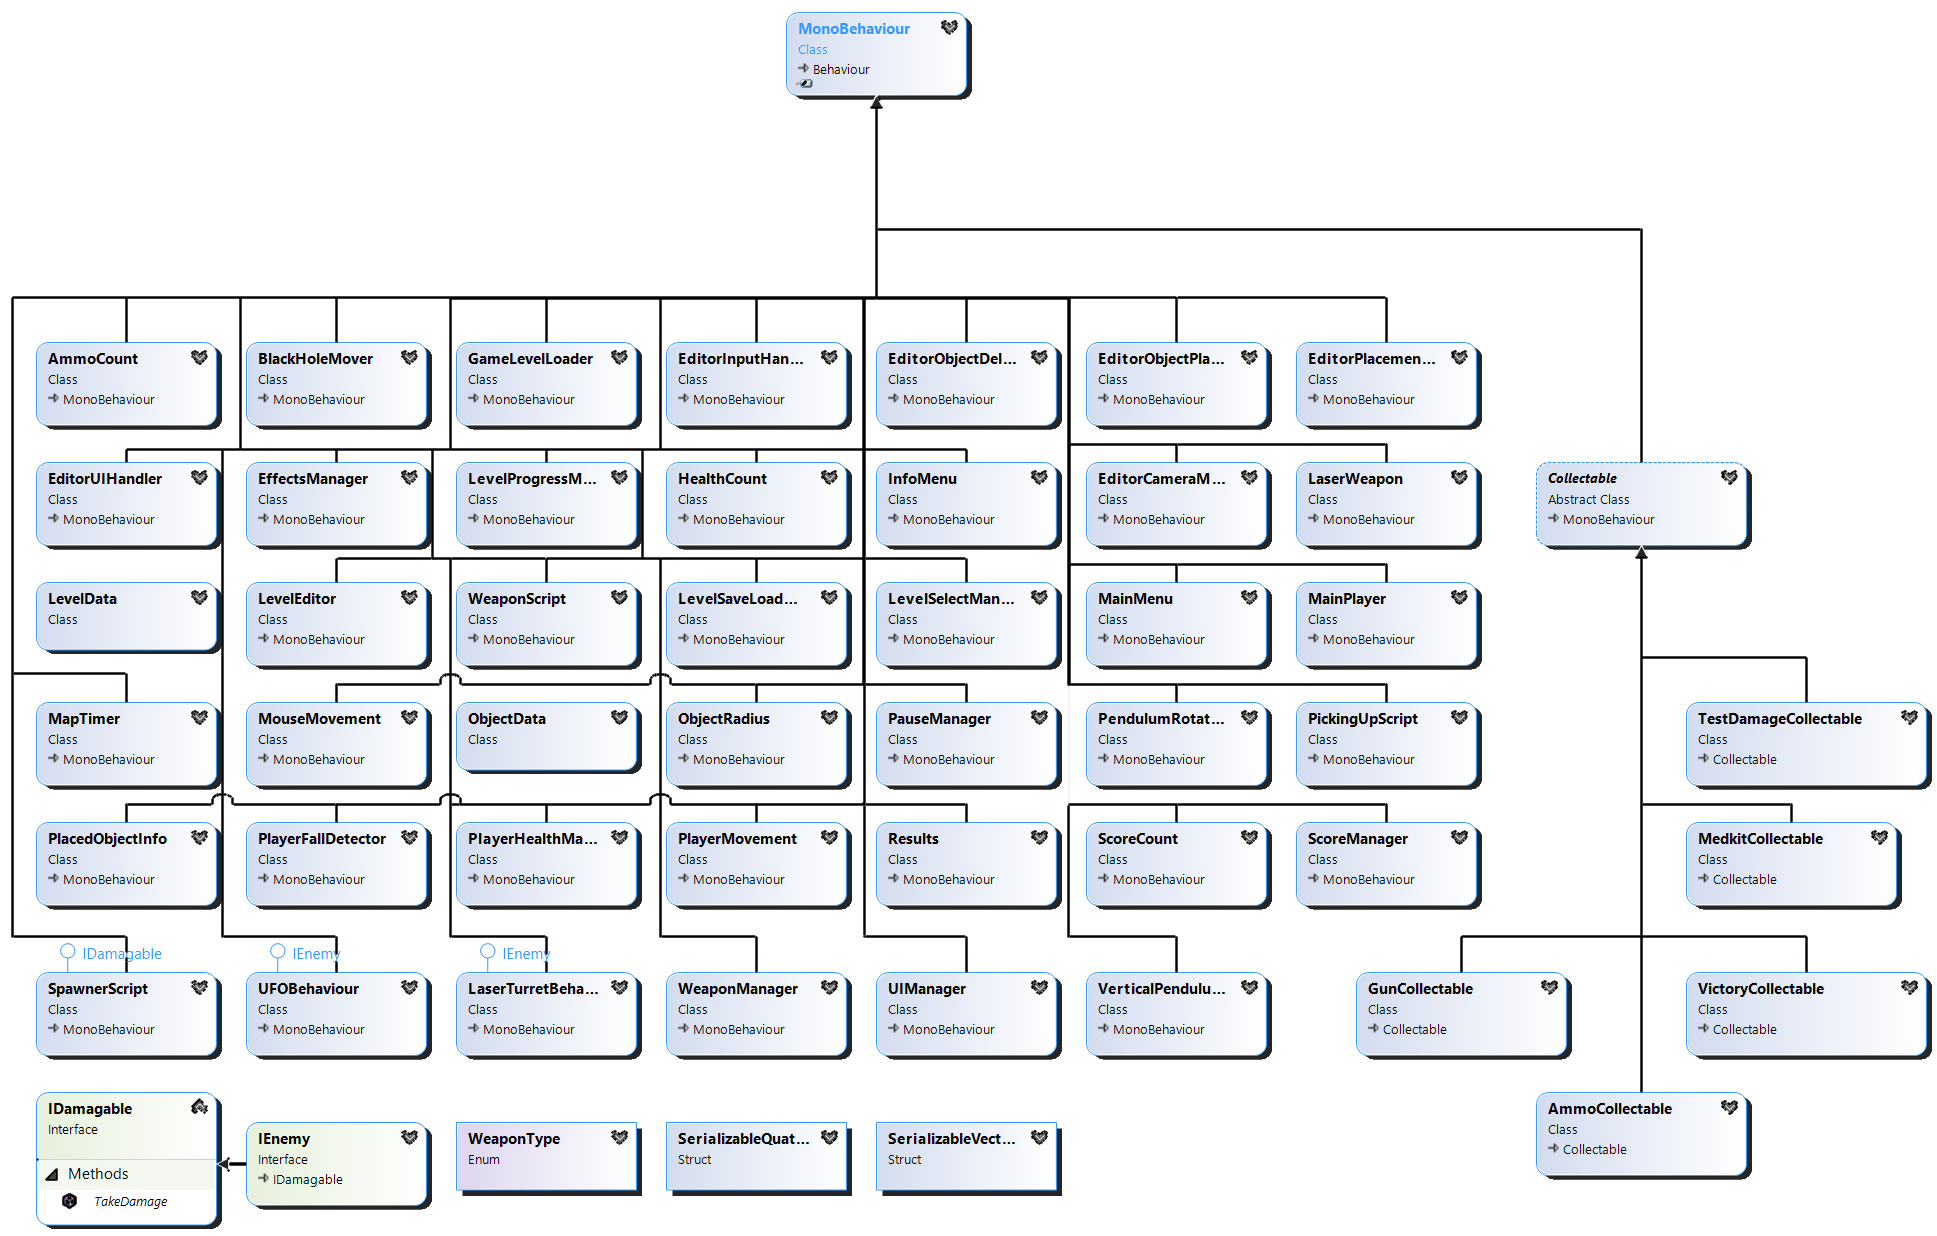 MonoBehaviour
Class
Behaviour
AmmoCount
Class
MonoBehaviour
BlackHoleMover
Class
MonoBehaviour
GameLevelLoader
Class
MonoBehaviour
EditorInputHan...
Class
MonoBehaviour
EditorObjectDel...
Class
MonoBehaviour
EditorObjectPla...
Class
MonoBehaviour
EditorPlacemen...
Class
MonoBehaviour
EditorUIHandler
Class
MonoBehaviour
EffectsManager
Class
MonoBehaviour
LevelProgressM...
Class
MonoBehaviour
HealthCount
Class
MonoBehaviour
InfoMenu
Class
MonoBehaviour
EditorCameraM...
Class
MonoBehaviour
LaserWeapon
Class
MonoBehaviour
Collectable
Abstract Class
MonoBehaviour
LevelData
Class
LevelEditor
Class
MonoBehaviour
WeaponScript
Class
MonoBehaviour
LevelSaveLoad...
Class
MonoBehaviour
LevelSelectMan...
Class
MonoBehaviour
MainMenu
Class
MonoBehaviour
MainPlayer
Class
MonoBehaviour
MapTimer
Class
MonoBehaviour
MouseMovement
Class
MonoBehaviour
ObjectData
Class
ObjectRadius
Class
MonoBehaviour
PauseManager
Class
MonoBehaviour
PendulumRotat...
Class
MonoBehaviour
PickingUpScript
Class
MonoBehaviour
TestDamageCollectable
Class
Collectable
PlacedObjectInfo
Class
MonoBehaviour
PlayerFallDetector
Class
MonoBehaviour
PlayerHealthMa...
Class
MonoBehaviour
PlayerMovement
Class
MonoBehaviour
Results
Class
MonoBehaviour
ScoreCount
Class
MonoBehaviour
ScoreManager
Class
MonoBehaviour
MedkitCollectable
Class
Collectable
IDamagable
SpawnerScript
Class
MonoBehaviour
IEnemy
UFOBehaviour
Class
MonoBehaviour
IEnemy
LaserTurretBeha...
Class
MonoBehaviour
WeaponManager
Class
MonoBehaviour
UIManager
Class
MonoBehaviour
VerticalPendulu...
Class
MonoBehaviour
GunCollectable
Class
Collectable
VictoryCollectable
Class
Collectable
IDamagable
Interface
Methods
TakeDamage
IEnemy
Interface
IDamagable
WeaponType
Enum
SerializableQuat...
Struct
SerializableVect...
Struct
AmmoCollectable
Class
Collectable